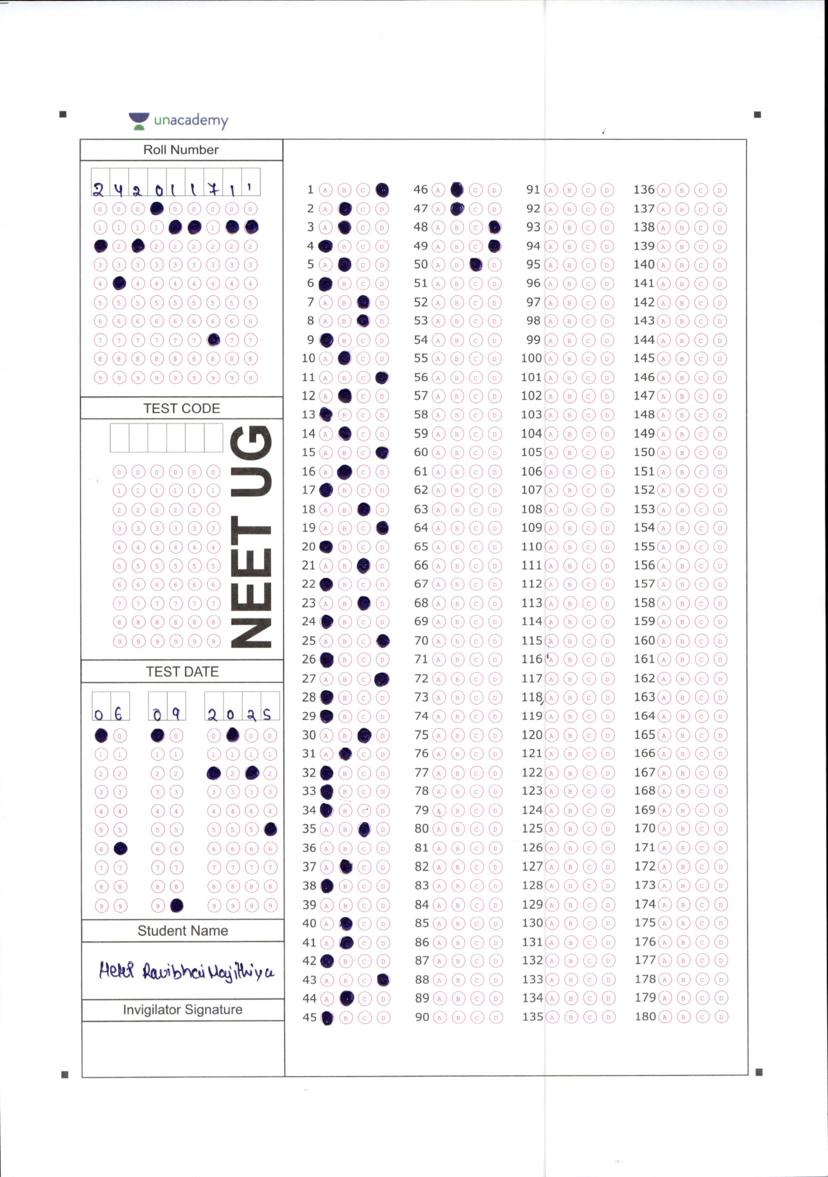 unacademy
Roll Number
2 4 2 0 1 1 7 1 1
TEST CODE
NEET UG
TEST DATE
0 6 0 9 2 0 2 5
Student Name
Ravibhai Majithiya
Invigilator Signature
1 A B C
2 A C D
3 A C D
4 B C D
5 A C D
6 B C D
7 A B D
8 A B D
9 B C D
10 A C D
11 A B C
12 A C D
13 B C D
14 A C D
15 A B C
16 A C D
17 B C D
18 A B D
19 A B C
20 B C D
21 A B D
22 B C D
23 A B D
24 B C D
25 A B C
26 B C D
27 A B C
28 B C D
29 B C D
30 A B D
31 A C D
32 B C D
33 B C D
34 B C D
35 A B D
36 A B C D
37 A C D
38 B C D
39 A B C D
40 A C D
41 A C D
42 B C D
43 A B C
44 A C D
45 B C D
46 A C D
47 A C D
48 A B C
49 A B C
50 A B D
51 A B C D
52 A B C D
53 A B C D
54 A B C D
55 A B C D
56 A B C D
57 A B C D
58 A B C D
59 A B C D
60 A B C D
61 A B C D
62 A B C D
63 A B C D
64 A B C D
65 A B C D
66 A B C D
67 A B C D
68 A B C D
69 A B C D
70 A B C D
71 A B C D
72 A B C D
73 A B C D
74 A B C D
75 A B C D
76 A B C D
77 A B C D
78 A B C D
79 A B C D
80 A B C D
81 A B C D
82 A B C D
83 A B C D
84 A B C D
85 A B C D
86 A B C D
87 A B C D
88 A B C D
89 A B C D
90 A B C D
91 A B C D
92 A B C D
93 A B C D
94 A B C D
95 A B C D
96 A B C D
97 A B C D
98 A B C D
99 A B C D
100 A B C D
101 A B C D
102 A B C D
103 A B C D
104 A B C D
105 A B C D
106 A B C D
107 A B C D
108 A B C D
109 A B C D
110 A B C D
111 A B C D
112 A B C D
113 A B C D
114 A B C D
115 A B C D
116 A B C D
117 A B C D
118 A B C D
119 A B C D
120 A B C D
121 A B C D
122 A B C D
123 A B C D
124 A B C D
125 A B C D
126 A B C D
127 A B C D
128 A B C D
129 A B C D
130 A B C D
131 A B C D
132 A B C D
133 A B C D
134 A B C D
135 A B C D
136 A B C D
137 A B C D
138 A B C D
139 A B C D
140 A B C D
141 A B C D
142 A B C D
143 A B C D
144 A B C D
145 A B C D
146 A B C D
147 A B C D
148 A B C D
149 A B C D
150 A B C D
151 A B C D
152 A B C D
153 A B C D
154 A B C D
155 A B C D
156 A B C D
157 A B C D
158 A B C D
159 A B C D
160 A B C D
161 A B C D
162 A B C D
163 A B C D
164 A B C D
165 A B C D
166 A B C D
167 A B C D
168 A B C D
169 A B C D
170 A B C D
171 A B C D
172 A B C D
173 A B C D
174 A B C D
175 A B C D
176 A B C D
177 A B C D
178 A B C D
179 A B C D
180 A B C D